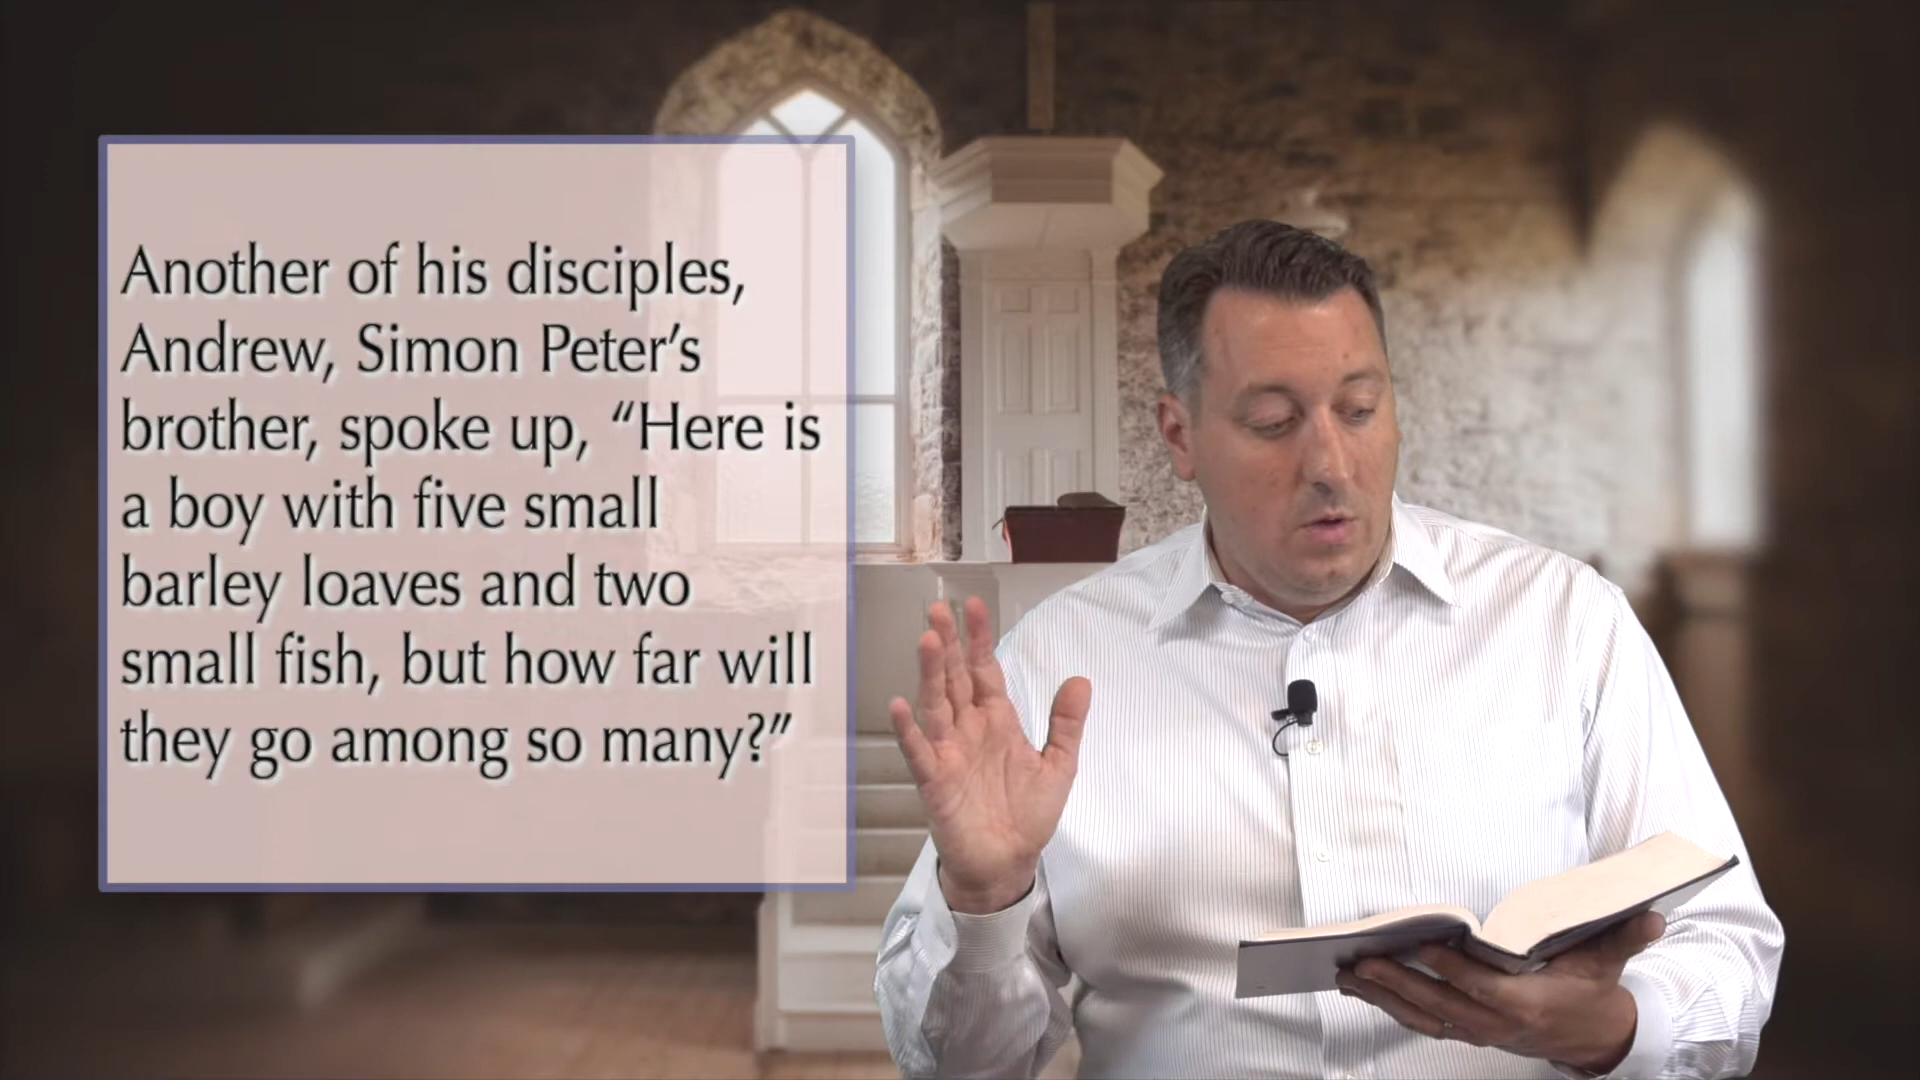 Another of his disciples,
Andrew, Simon Peter’s
brother, spoke up, “Here is
a boy with five small
barley loaves and two
small fish, but how far will
they go among so many?”